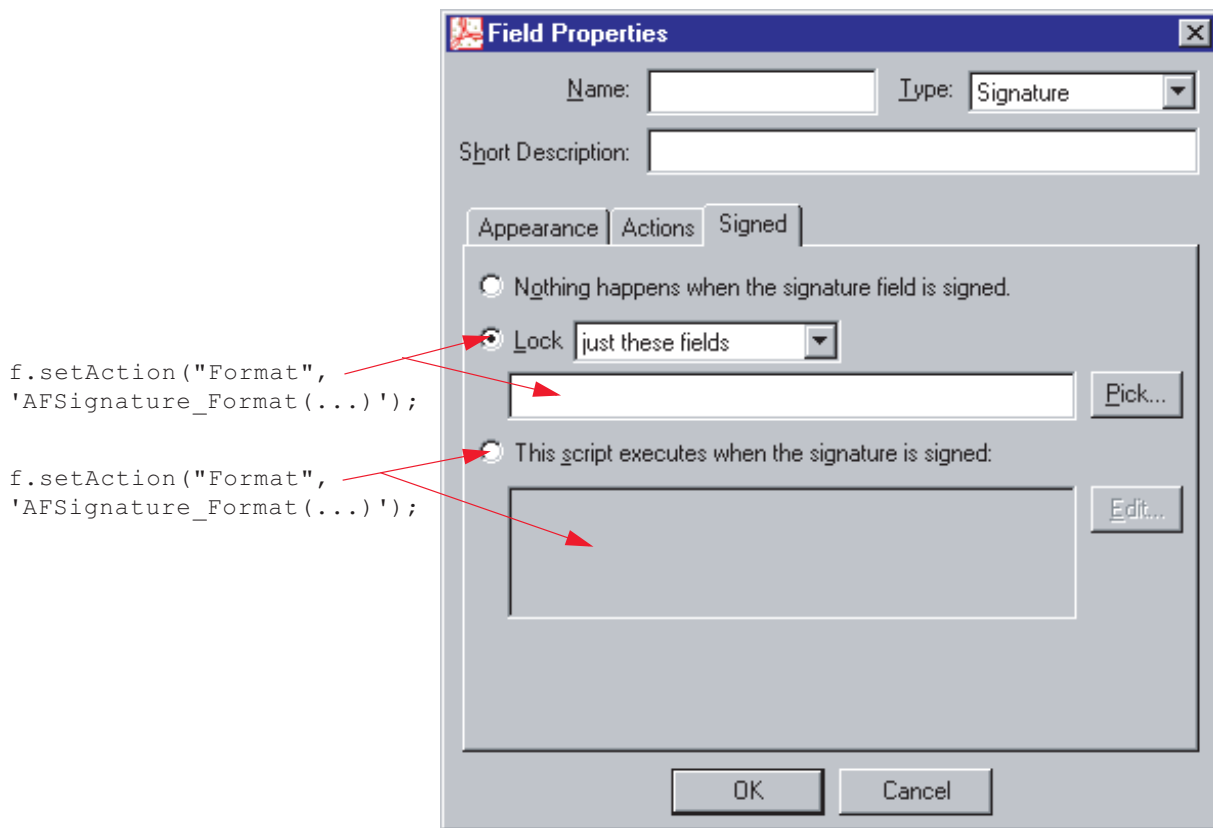 Field Properties
Name:
Type: Signature
Short Description:
Appearance Actions Signed
Nothing happens when the signature field is signed.
Lock just these fields
f.setAction("Format",
'AFSignature_Format(...)');
Pick...
This script executes when the signature is signed:
f.setAction("Format",
'AFSignature_Format(...)');
Edit...
OK Cancel